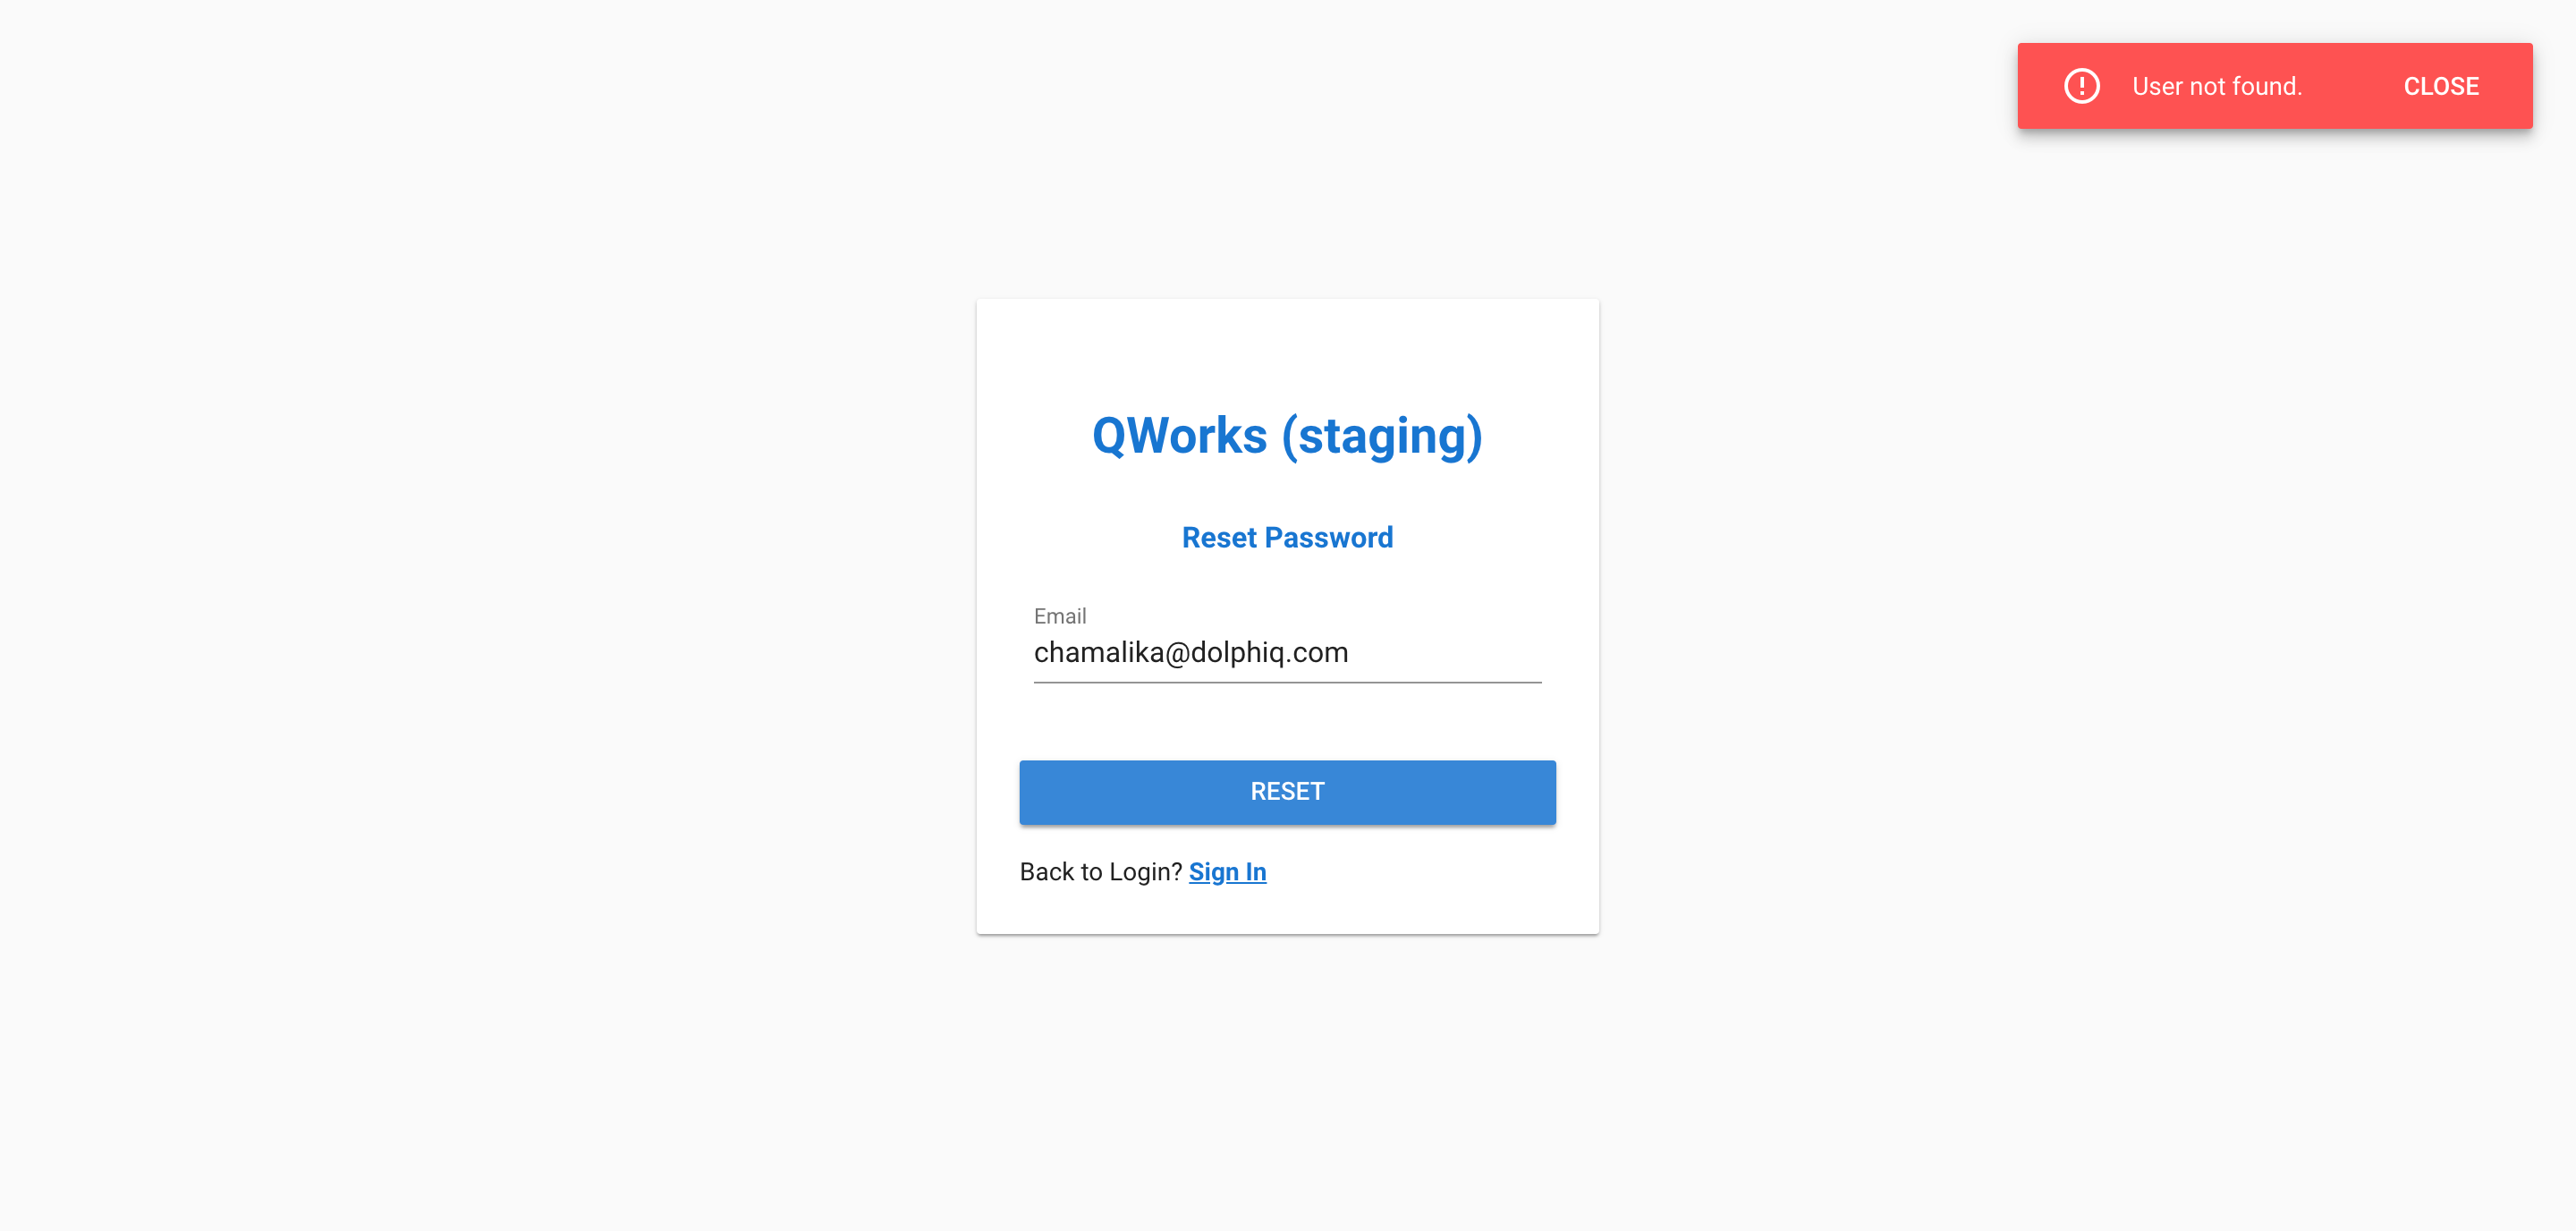 User not found. CLOSE
QWorks (staging)
Reset Password
Email
chamalika@dolphiq.com
RESET
Back to Login? Sign In